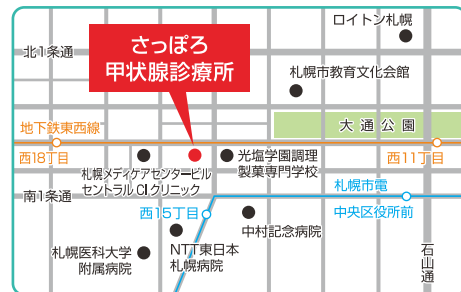 ロイトン札幌
北1条通
さっぽろ
甲状腺診療所
札幌市教育文化会館
大通公園
地下鉄東西線
西18丁目
西11丁目
札幌メディケアセンタービル
セントラルCIクリニック
光塩学園調理
製菓専門学校
南1条通
札幌市電
西15丁目
中央区役所前
中村記念病院
NTT東日本
札幌病院
札幌医科大学
附属病院
石山通